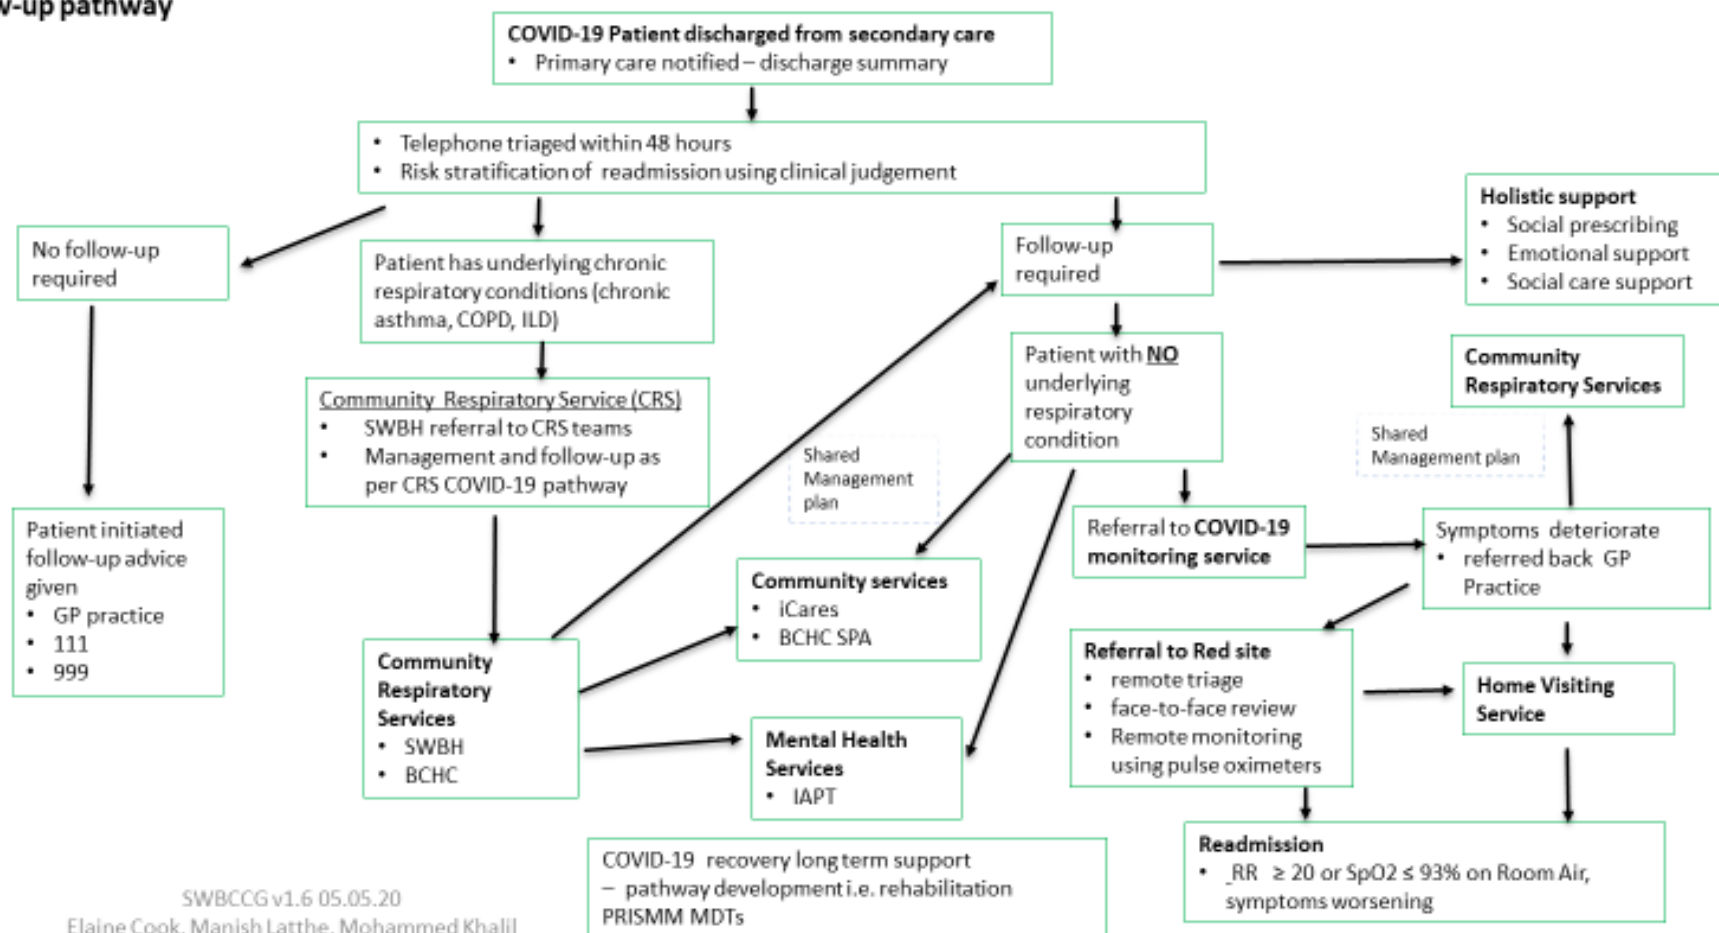 w-up pathway
COVID-19 Patient discharged from secondary care
• Primary care notified – discharge summary
• Telephone triaged within 48 hours
• Risk stratification of readmission using clinical judgement
No follow-up
required
Patient has underlying chronic
respiratory conditions (chronic
asthma, COPD, ILD)
Follow-up
required
Holistic support
• Social prescribing
• Emotional support
• Social care support
Community Respiratory Service (CRS)
• SWBH referral to CRS teams
• Management and follow-up as
per CRS COVID-19 pathway
Patient with NO
underlying
respiratory
condition
Community
Respiratory Services
Shared
Management
plan
Shared
Management plan
Patient initiated
follow-up advice
given
• GP practice
• 111
• 999
Referral to COVID-19
monitoring service
Symptoms deteriorate
• referred back GP
Practice
Community services
• iCares
• BCHC SPA
Community
Respiratory
Services
• SWBH
• BCHC
Referral to Red site
• remote triage
• face-to-face review
• Remote monitoring
using pulse oximeters
Home Visiting
Service
Mental Health
Services
• IAPT
Readmission
• RR ≥ 20 or SpO2 ≤ 93% on Room Air,
symptoms worsening
COVID-19 recovery long term support
– pathway development i.e. rehabilitation
PRISMM MDTs
SWBCCG v1.6 05.05.20
Elaine Cook, Manish Latthe, Mohammed Khalil